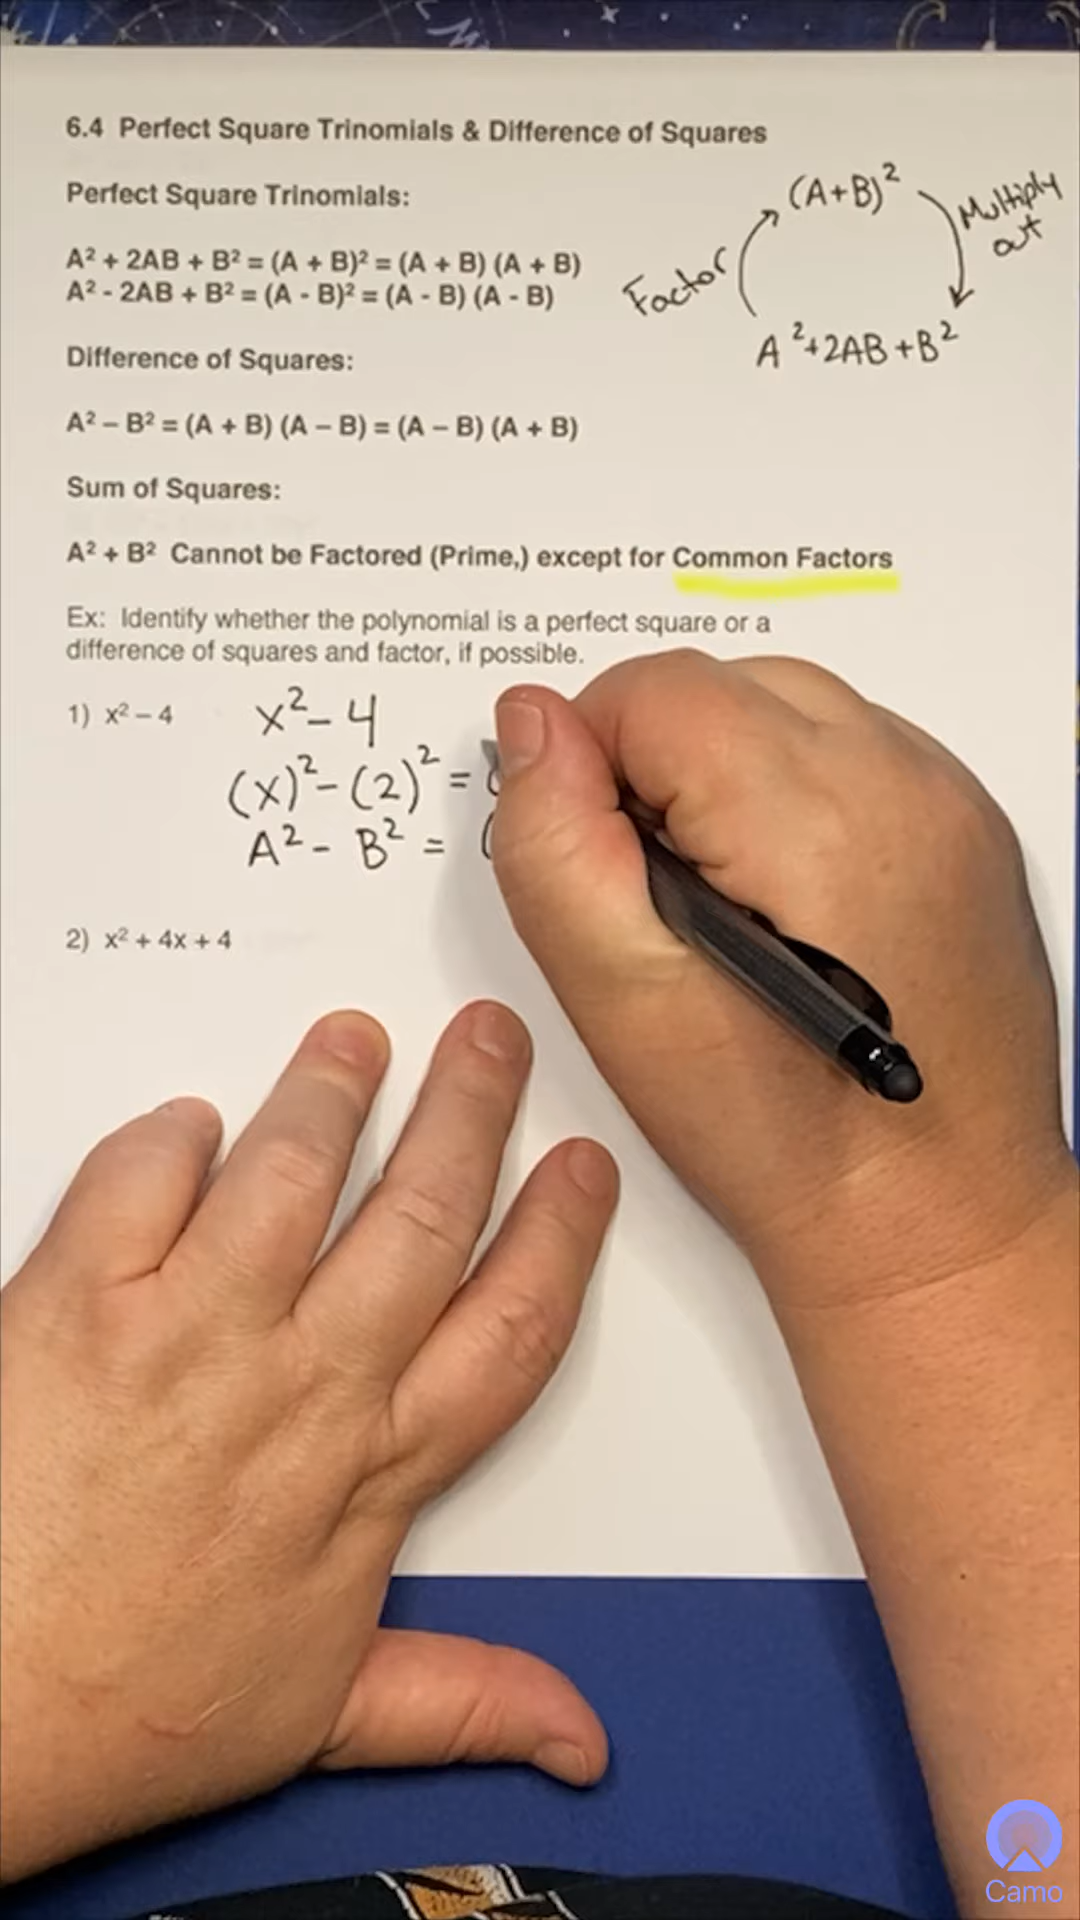 6.4 Perfect Square Trinomials & Difference of Squares
Perfect Square Trinomials:
(A+B)²
Multiply
out
Factor
A²+2AB+B²
A² + 2AB + B² = (A + B)² = (A + B) (A + B)
A² - 2AB + B² = (A - B)² = (A - B) (A - B)
Difference of Squares:
A² – B² = (A + B) (A – B) = (A – B) (A + B)
Sum of Squares:
A² + B² Cannot be Factored (Prime,) except for Common Factors
Ex: Identify whether the polynomial is a perfect square or a
difference of squares and factor, if possible.
1) x² – 4
x²-4
(x)²-(2)² = (
A² - B² = (
2) x² + 4x + 4
Camo